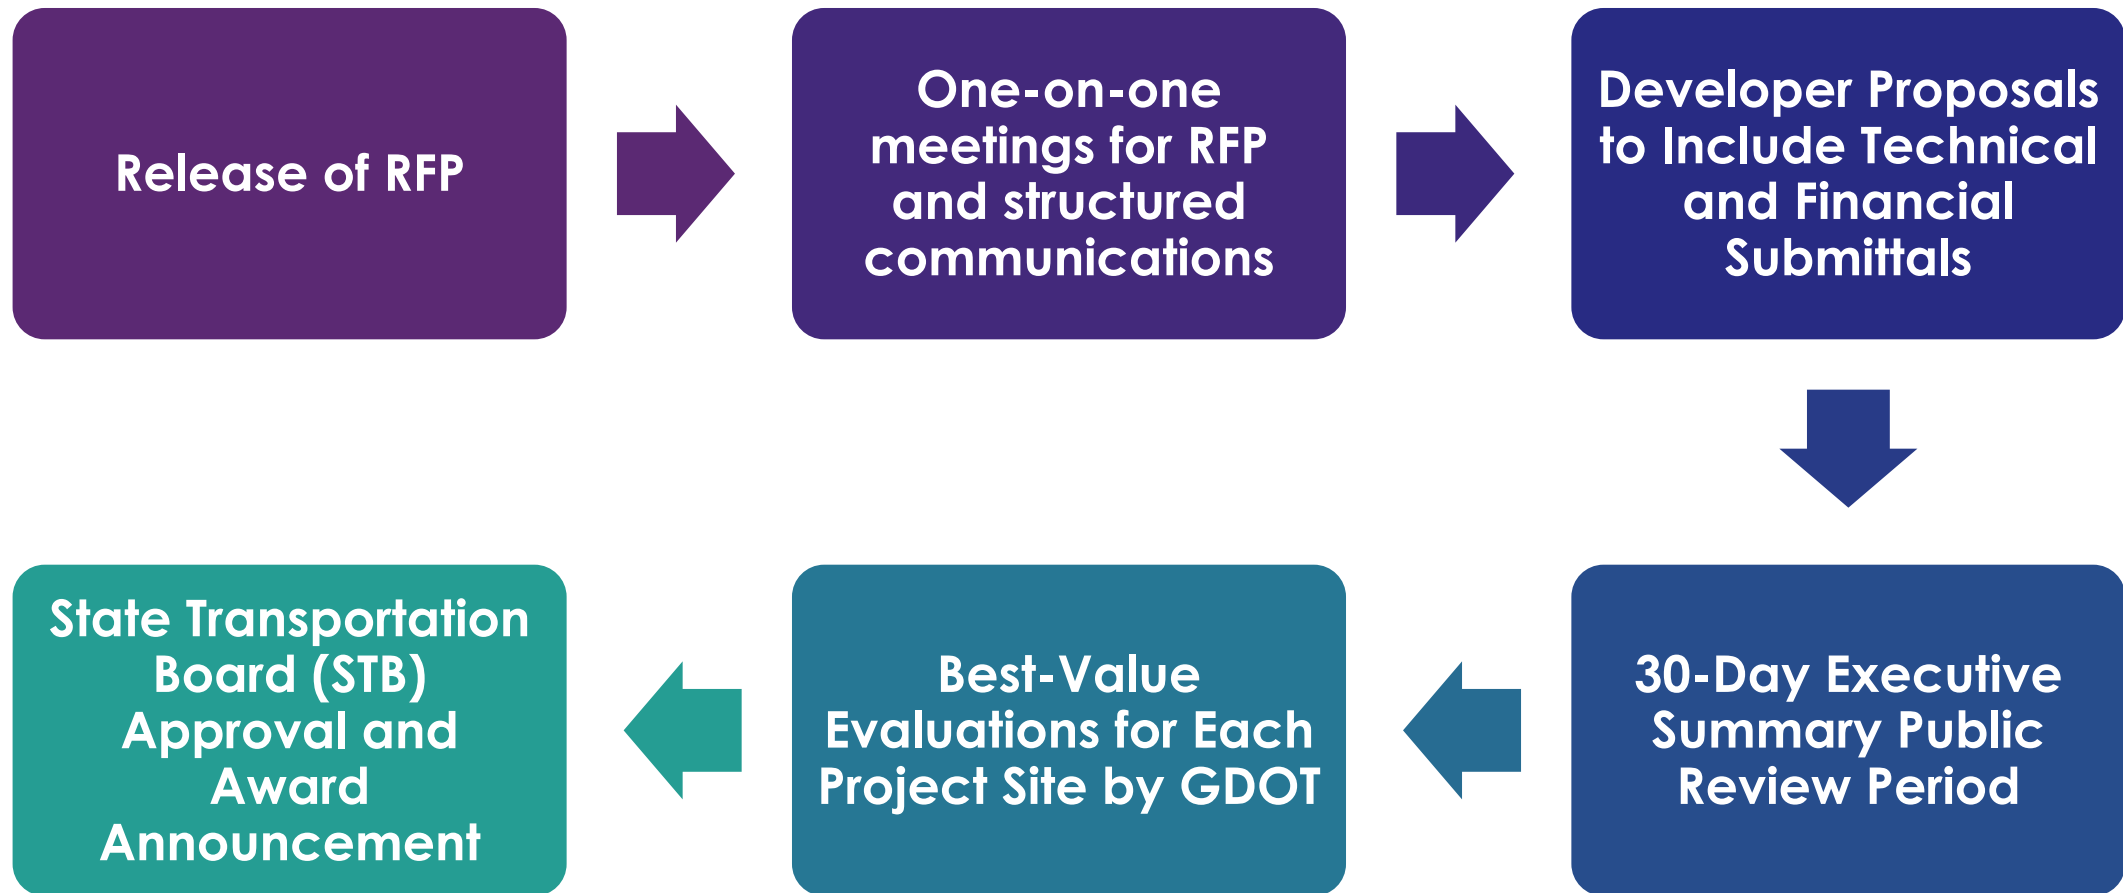 Release of RFP
One-on-one
meetings for RFP
and structured
communications
Developer Proposals
to Include Technical
and Financial
Submittals
30-Day Executive
Summary Public
Review Period
Best-Value
Evaluations for Each
Project Site by GDOT
State Transportation
Board (STB)
Approval and
Award
Announcement